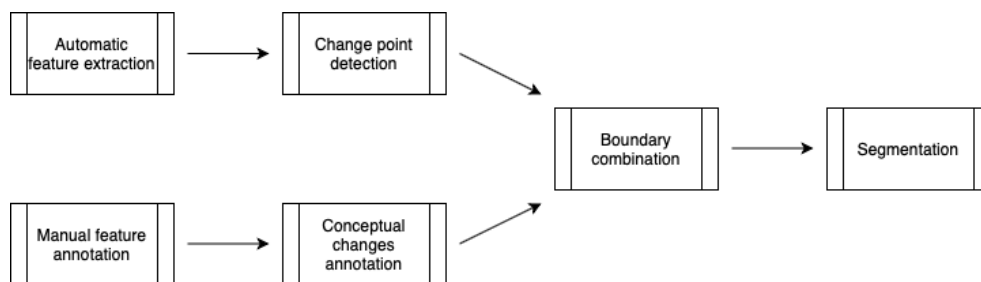 Automatic
feature extraction
Change point
detection
Boundary
combination
Segmentation
Manual feature
annotation
Conceptual
changes
annotation